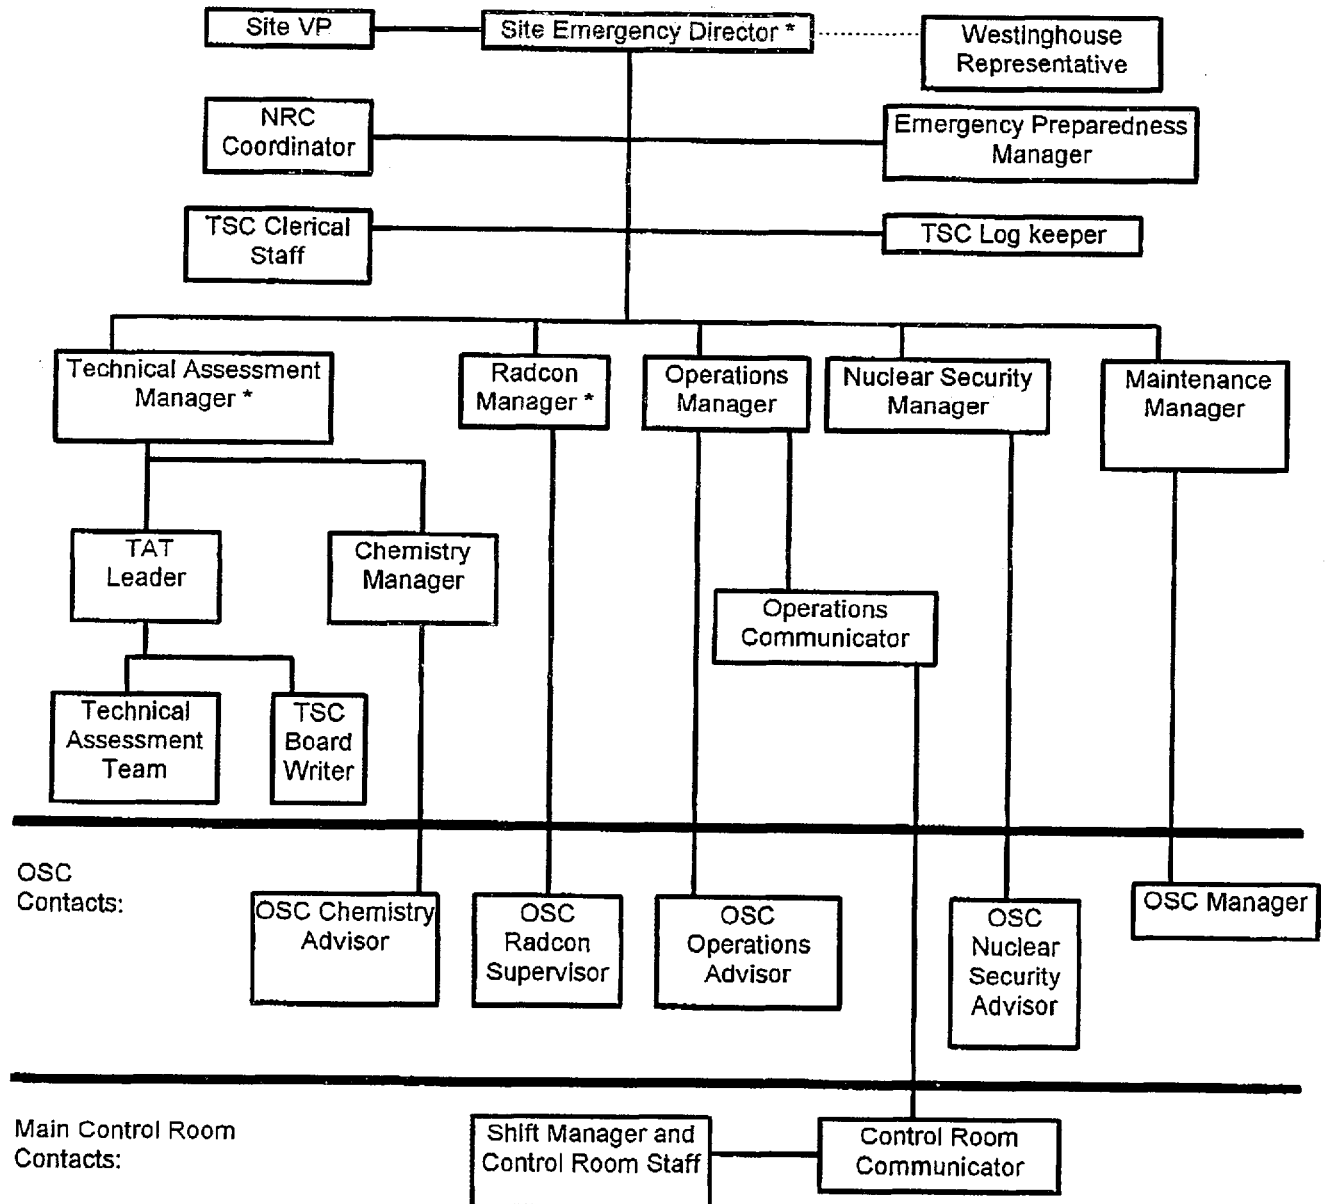 Site VP
Site Emergency Director *
Westinghouse
Representative
NRC
Coordinator
Emergency Preparedness
Manager
TSC Clerical
Staff
TSC Log keeper
Technical Assessment
Manager *
Radcon
Manager *
Operations
Manager
Nuclear Security
Manager
Maintenance
Manager
TAT
Leader
Chemistry
Manager
Operations
Communicator
Technical
Assessment
Team
TSC
Board
Writer
OSC
Contacts:
OSC Chemistry
Advisor
OSC
Radcon
Supervisor
OSC
Operations
Advisor
OSC
Nuclear
Security
Advisor
OSC Manager
Main Control Room
Contacts:
Shift Manager and
Control Room Staff
Control Room
Communicator